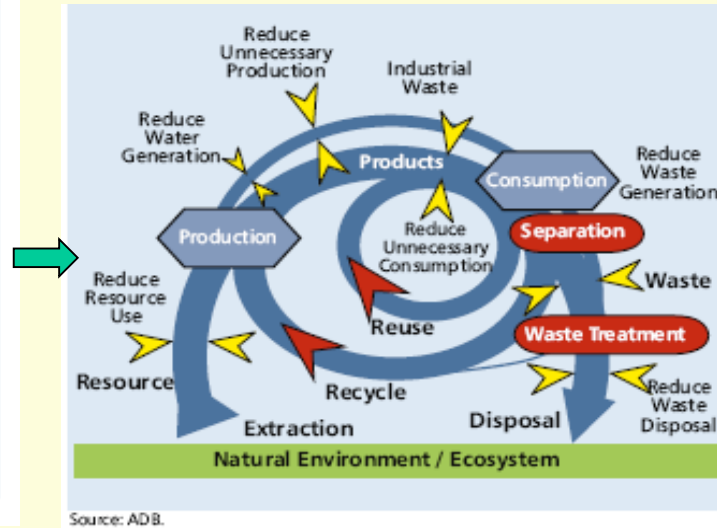 Reduce
Unnecessary
Production
Industrial
Waste
Reduce
Water
Generation
Products
Consumption
Reduce
Waste
Generation
Production
Reduce
Unnecessary
Consumption
Separation
Reduce
Resource
Use
Waste
Reuse
Waste Treatment
Resource
Recycle
Reduce
Waste
Disposal
Extraction
Disposal
Natural Environment / Ecosystem
Source: ADB.